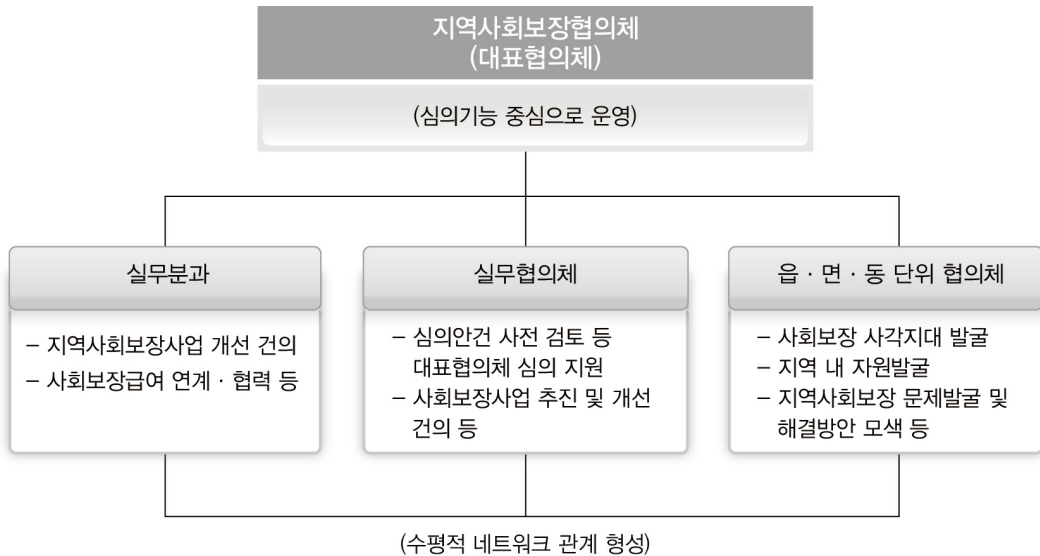 지역사회보장협의체
(대표협의체)
(심의기능 중심으로 운영)
실무분과
– 지역사회보장사업 개선 건의
– 사회보장급여 연계 · 협력 등
실무협의체
– 심의안건 사전 검토 등
대표협의체 심의 지원
– 사회보장사업 추진 및 개선
건의 등
읍 · 면 · 동 단위 협의체
– 사회보장 사각지대 발굴
– 지역 내 자원발굴
– 지역사회보장 문제발굴 및
해결방안 모색 등
(수평적 네트워크 관계 형성)